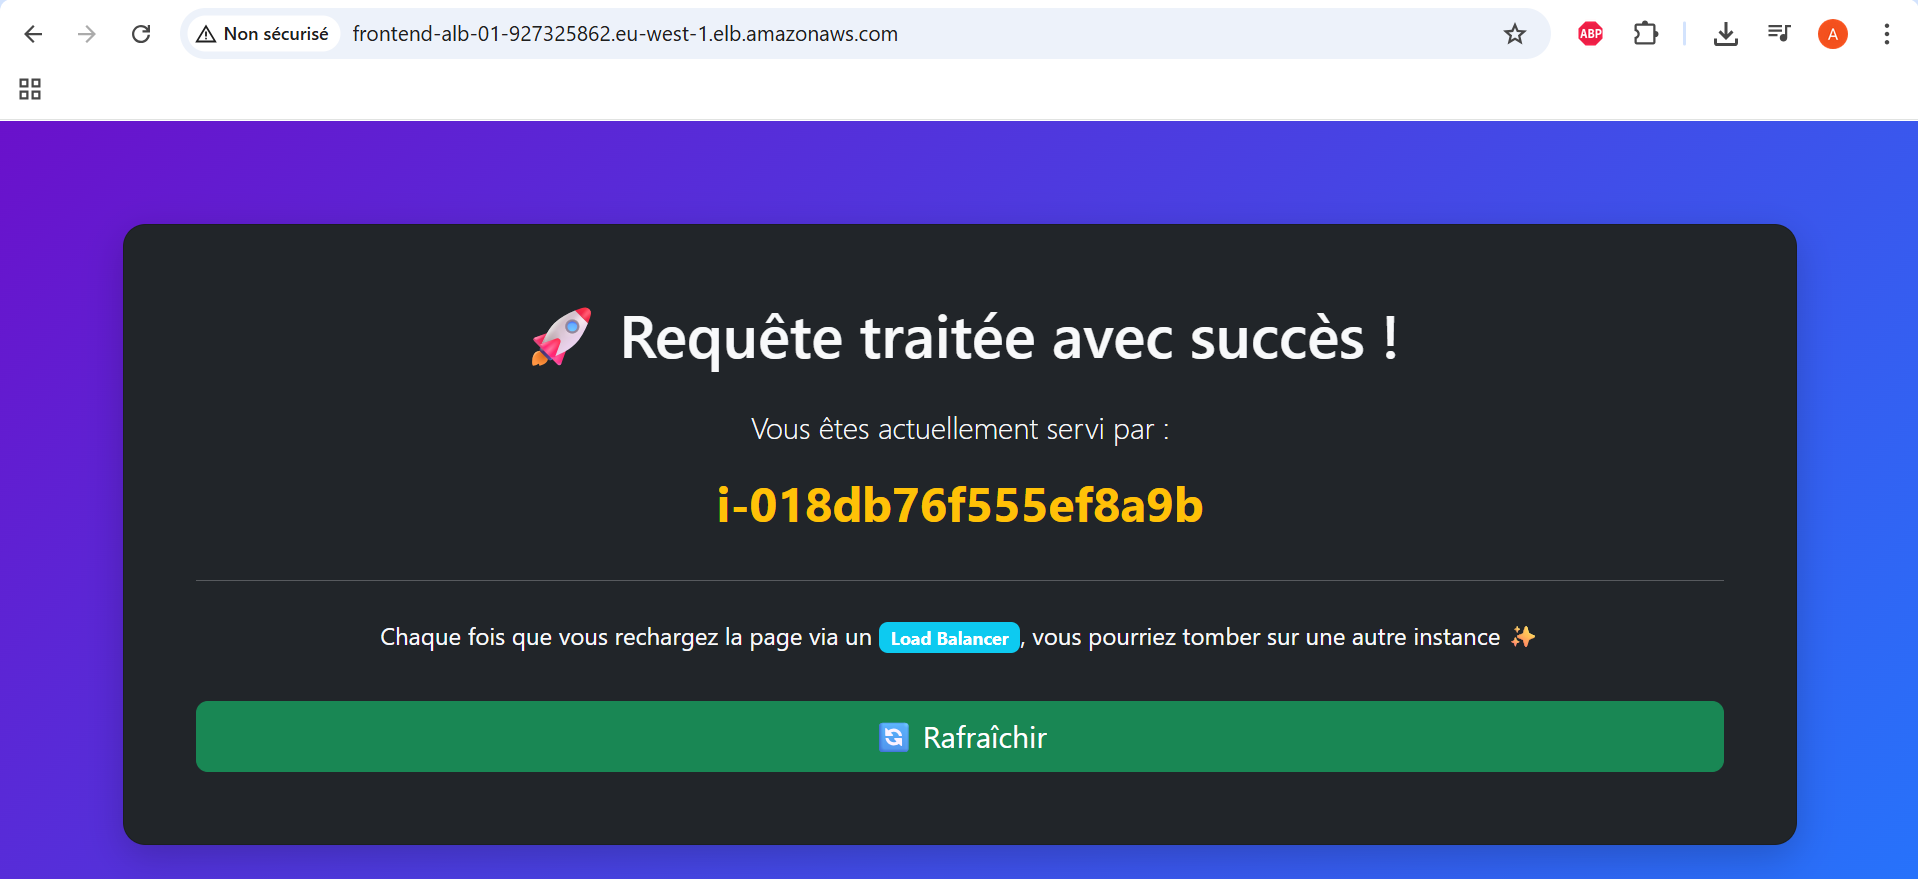 Non sécurisé frontend-alb-01-927325862.eu-west-1.elb.amazonaws.com ABP A
Requête traitée avec succès !
Vous êtes actuellement servi par :
i-018db76f555ef8a9b
Chaque fois que vous rechargez la page via un Load Balancer, vous pourriez tomber sur une autre instance ✨
Rafraîchir